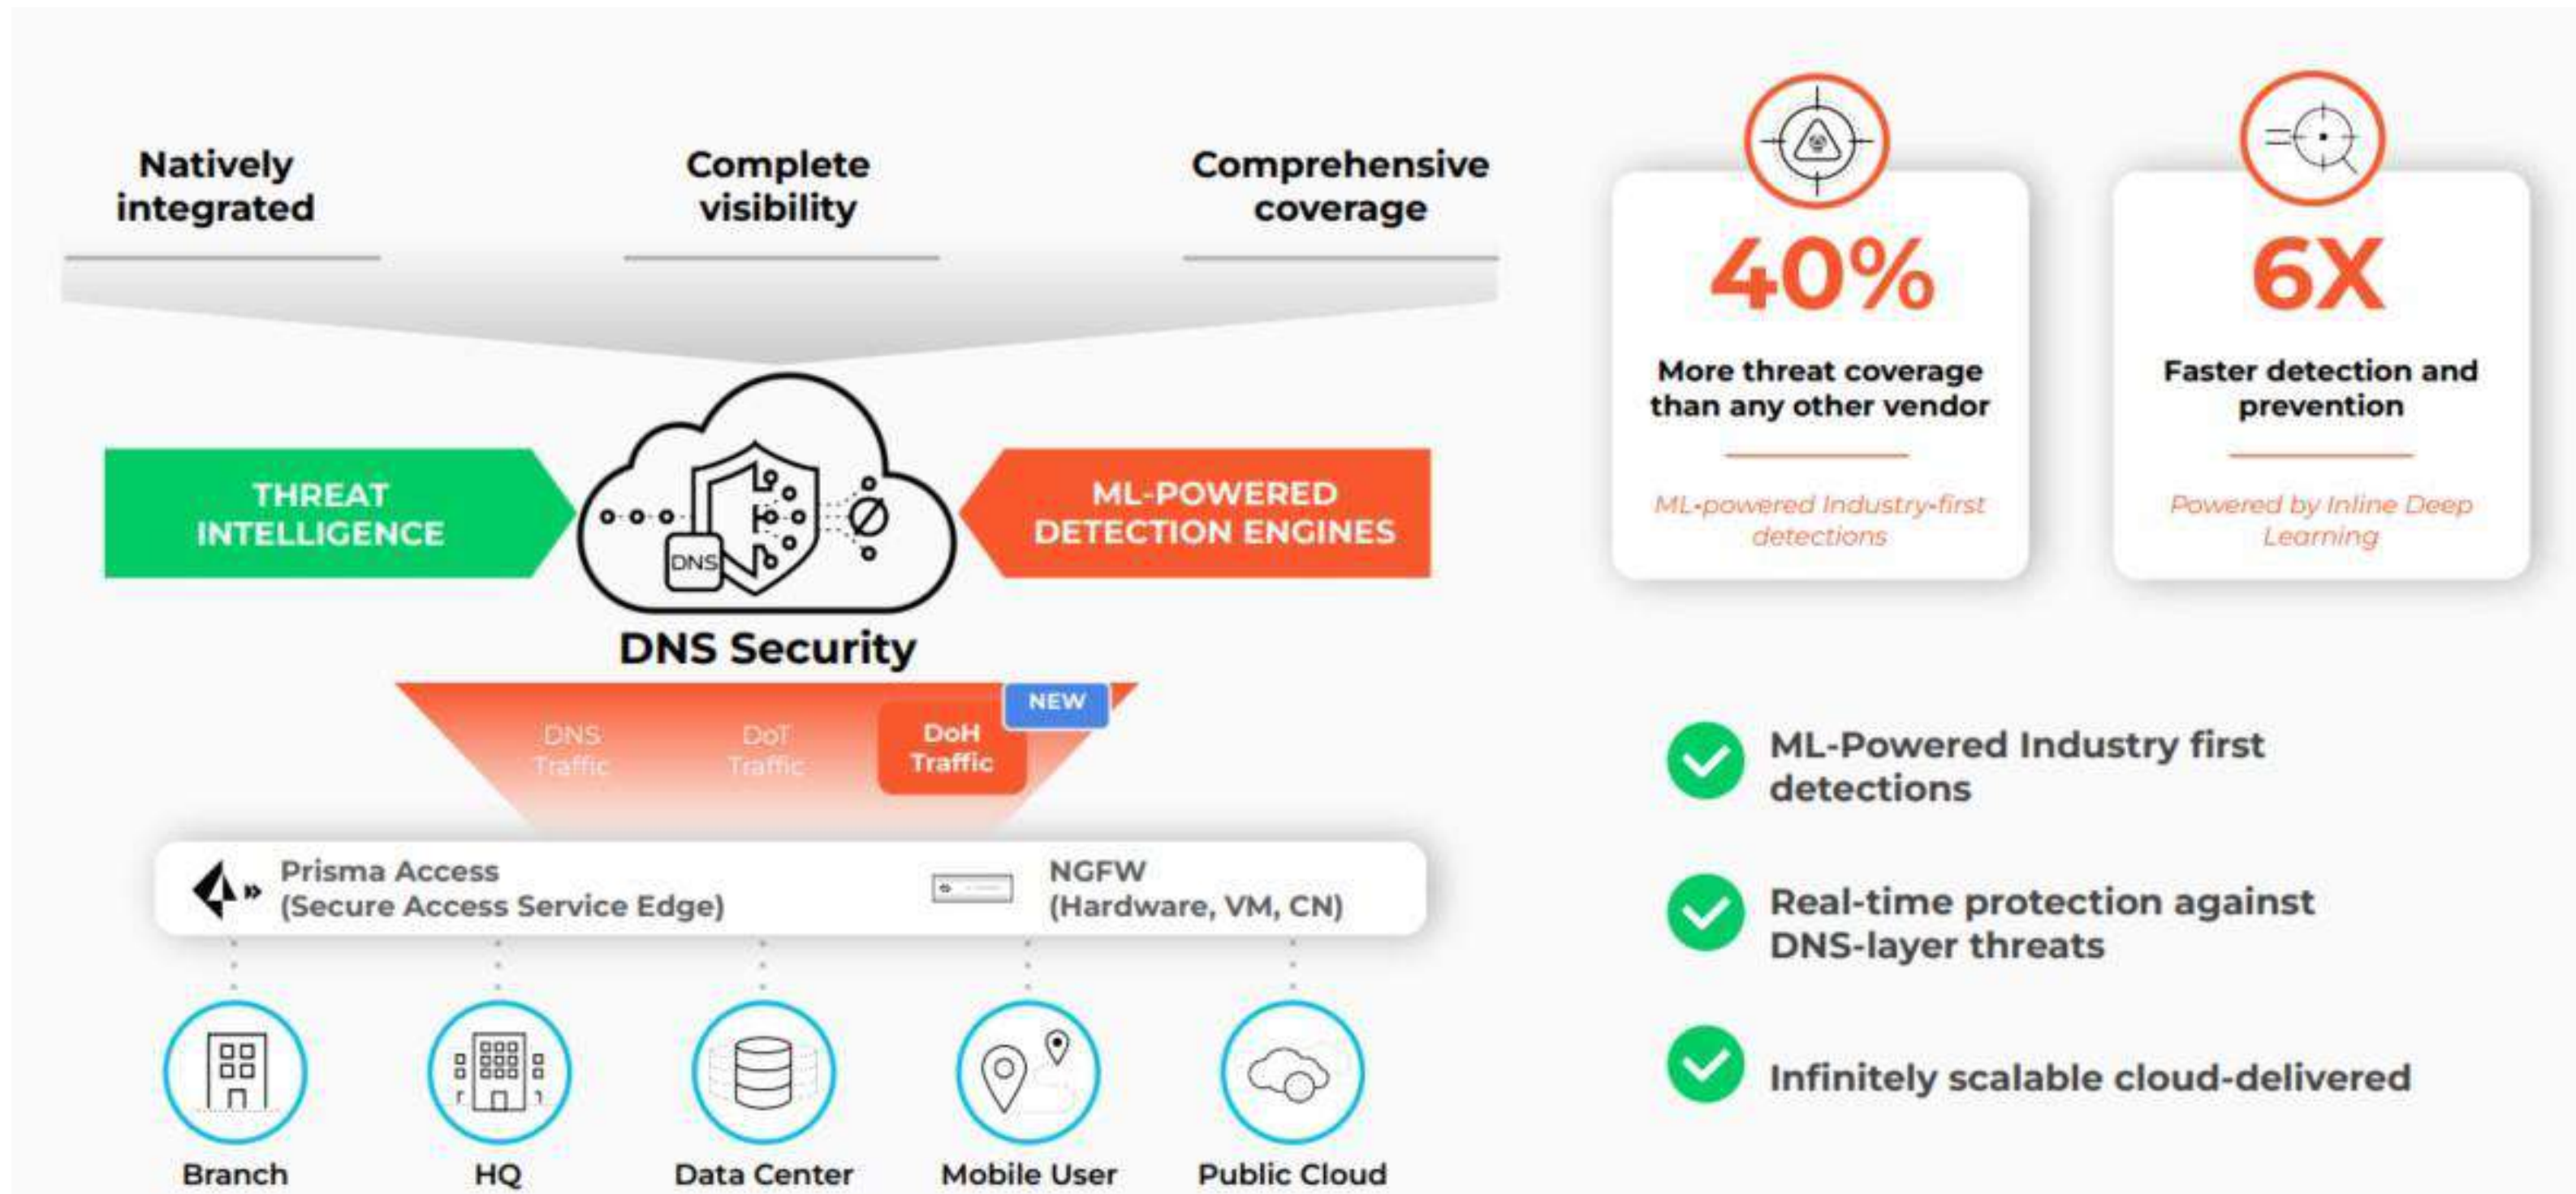 Natively
integrated
Complete
visibility
Comprehensive
coverage
THREAT
INTELLIGENCE
DNS
ML-POWERED
DETECTION ENGINES
DNS Security
DNS
Traffic
DoT
Traffic
DoH
Traffic
NEW
Prisma Access
(Secure Access Service Edge)
NGFW
(Hardware, VM, CN)
Branch
HQ
Data Center
Mobile User
Public Cloud
40%
More threat coverage
than any other vendor
ML-powered Industry-first
detections
6X
Faster detection and
prevention
Powered by Inline Deep
Learning
ML-Powered Industry first
detections
Real-time protection against
DNS-layer threats
Infinitely scalable cloud-delivered